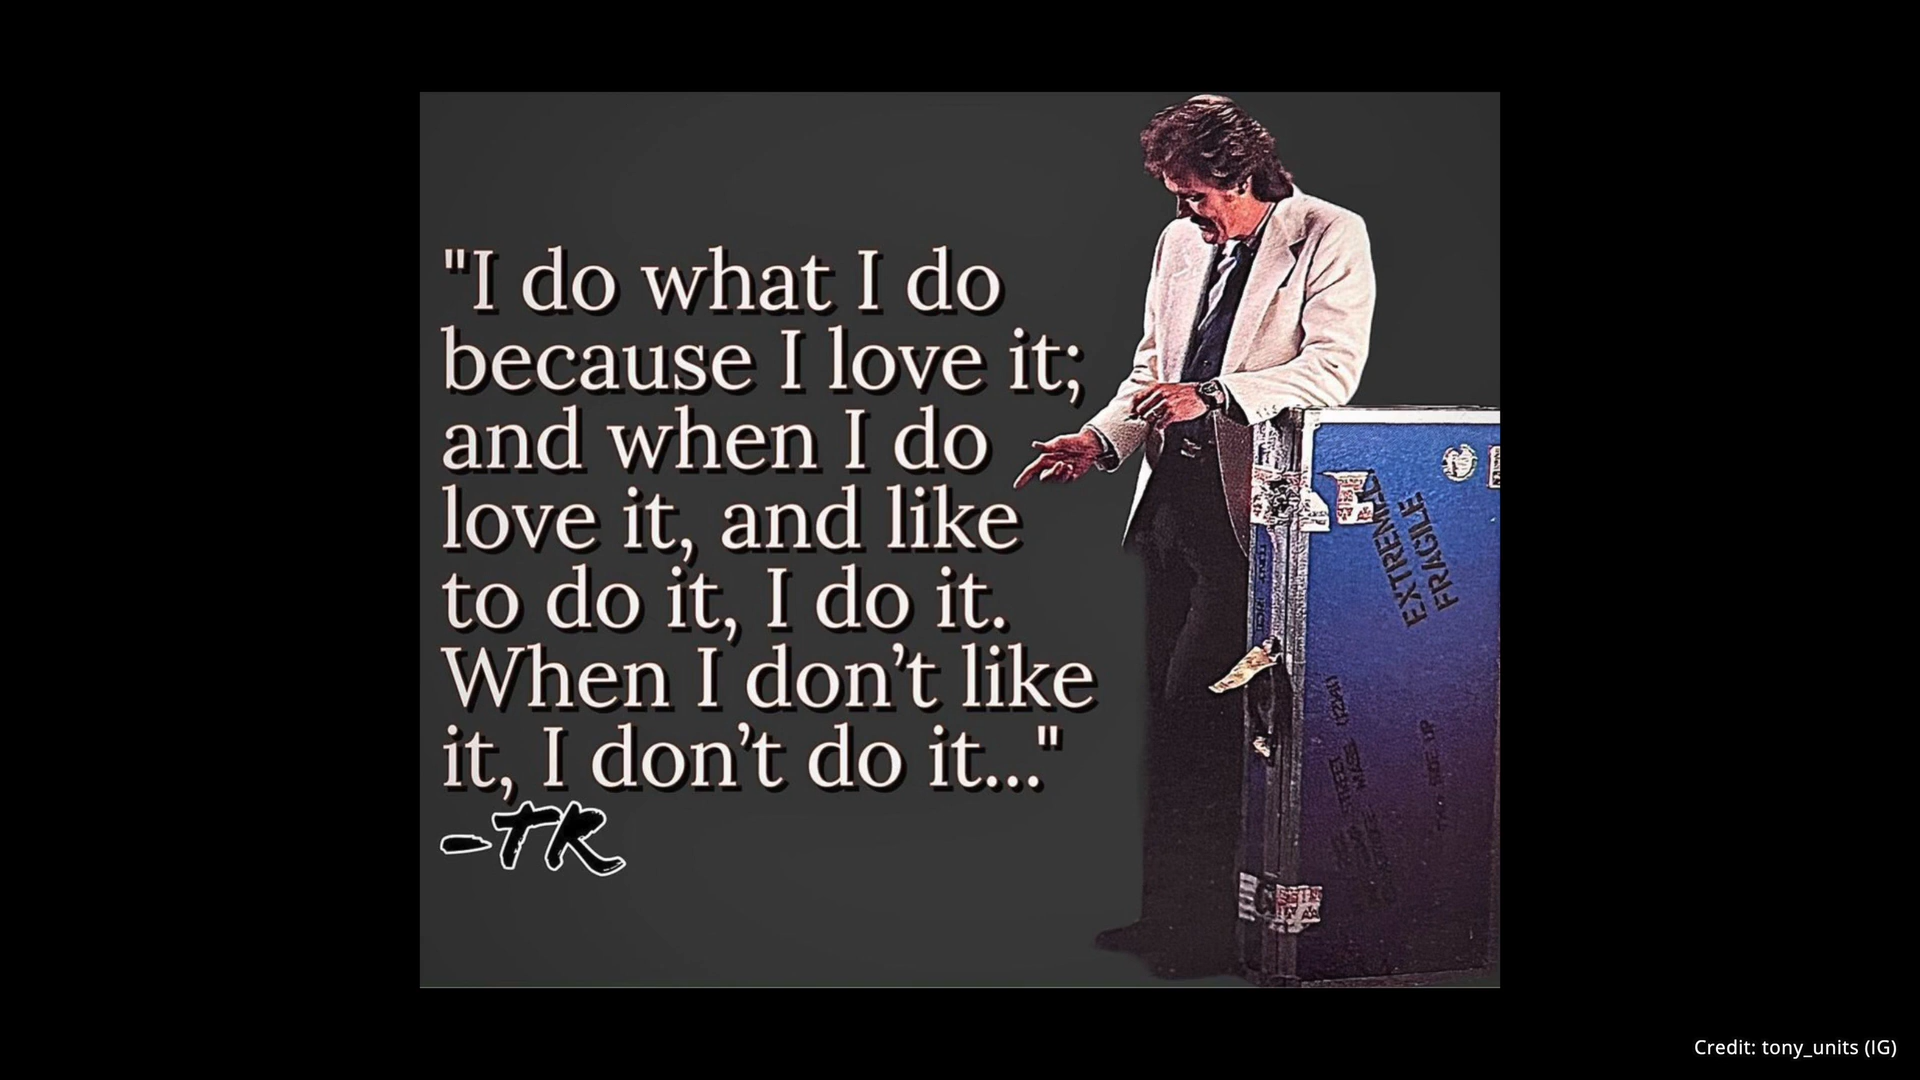 "I do what I do
because I love it;
and when I do
love it, and like
to do it, I do it.
When I don’t like
it, I don’t do it..."
-TR
EXTREMELY
FRAGILE
Credit: tony_units (IG)